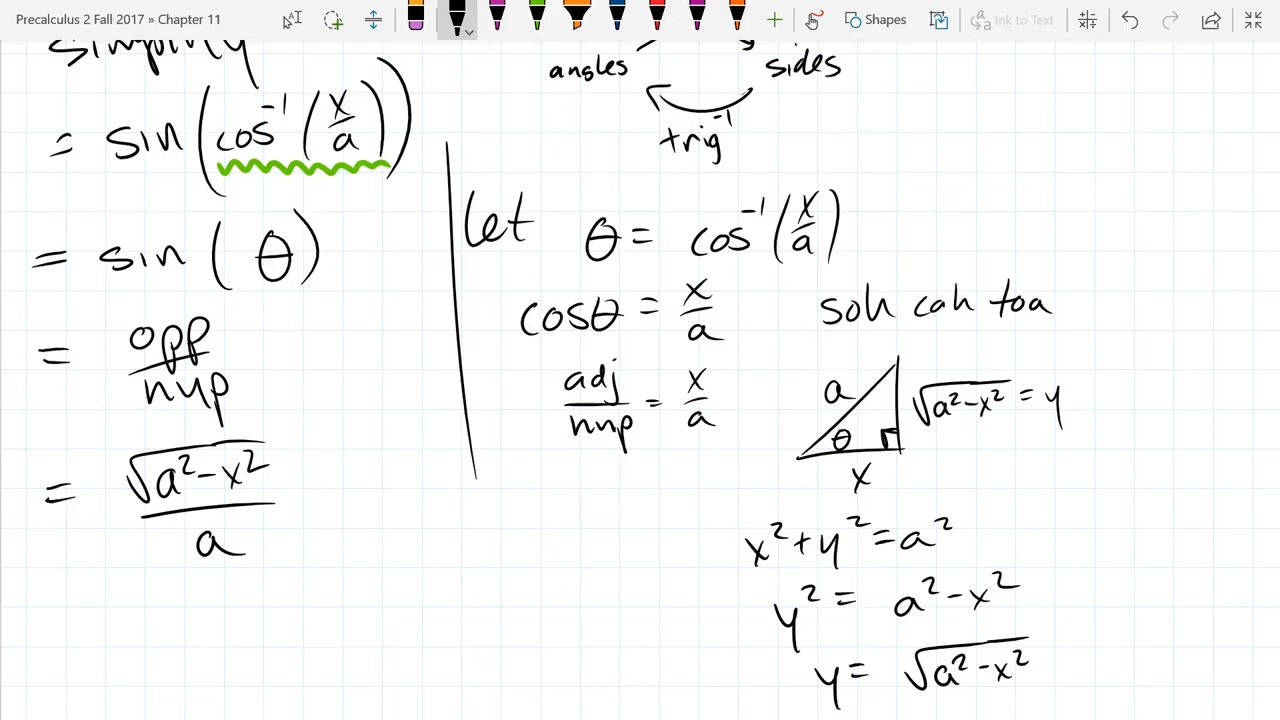 Precalculus 2 Fall 2017 » Chapter 11
Shapes
Ink to Text
simplify
= sin(cos⁻¹(x/a))
= sin(θ)
= opp/hyp
= √(a²-x²)/a
angles sides
trig⁻¹
let θ = cos⁻¹(x/a)
cosθ = x/a soh cah toa
adj/hyp = x/a
a √(a²-x²) = y
θ
x
x²+y²=a²
y² = a²-x²
y = √(a²-x²)